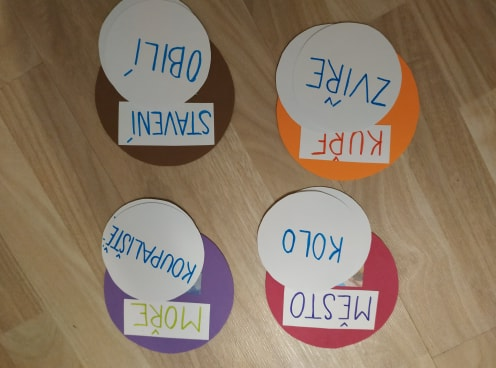 MĚSTO
KOLO
MOŘE
KOUPALIŠTĚ
KUŘE
ZVÍŘE
STAVENÍ
OBILÍ